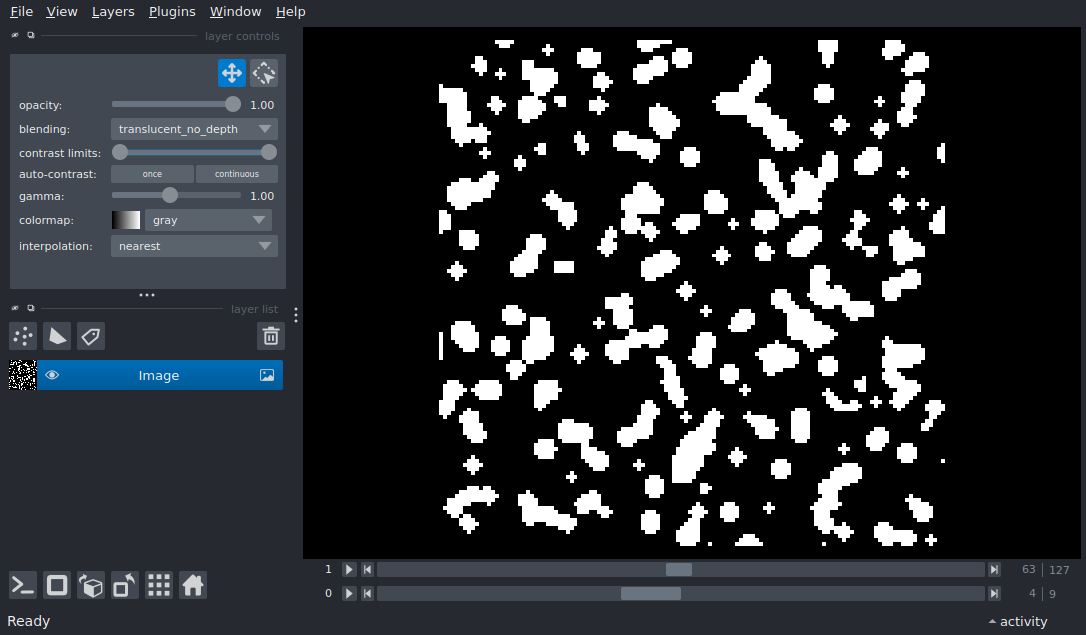 File View Layers Plugins Window Help
layer controls
opacity: 1.00
blending: translucent_no_depth
contrast limits:
auto-contrast: once continuous
gamma: 1.00
colormap: gray
interpolation: nearest
layer list
Image
1 63 127
0 4 9
Ready activity